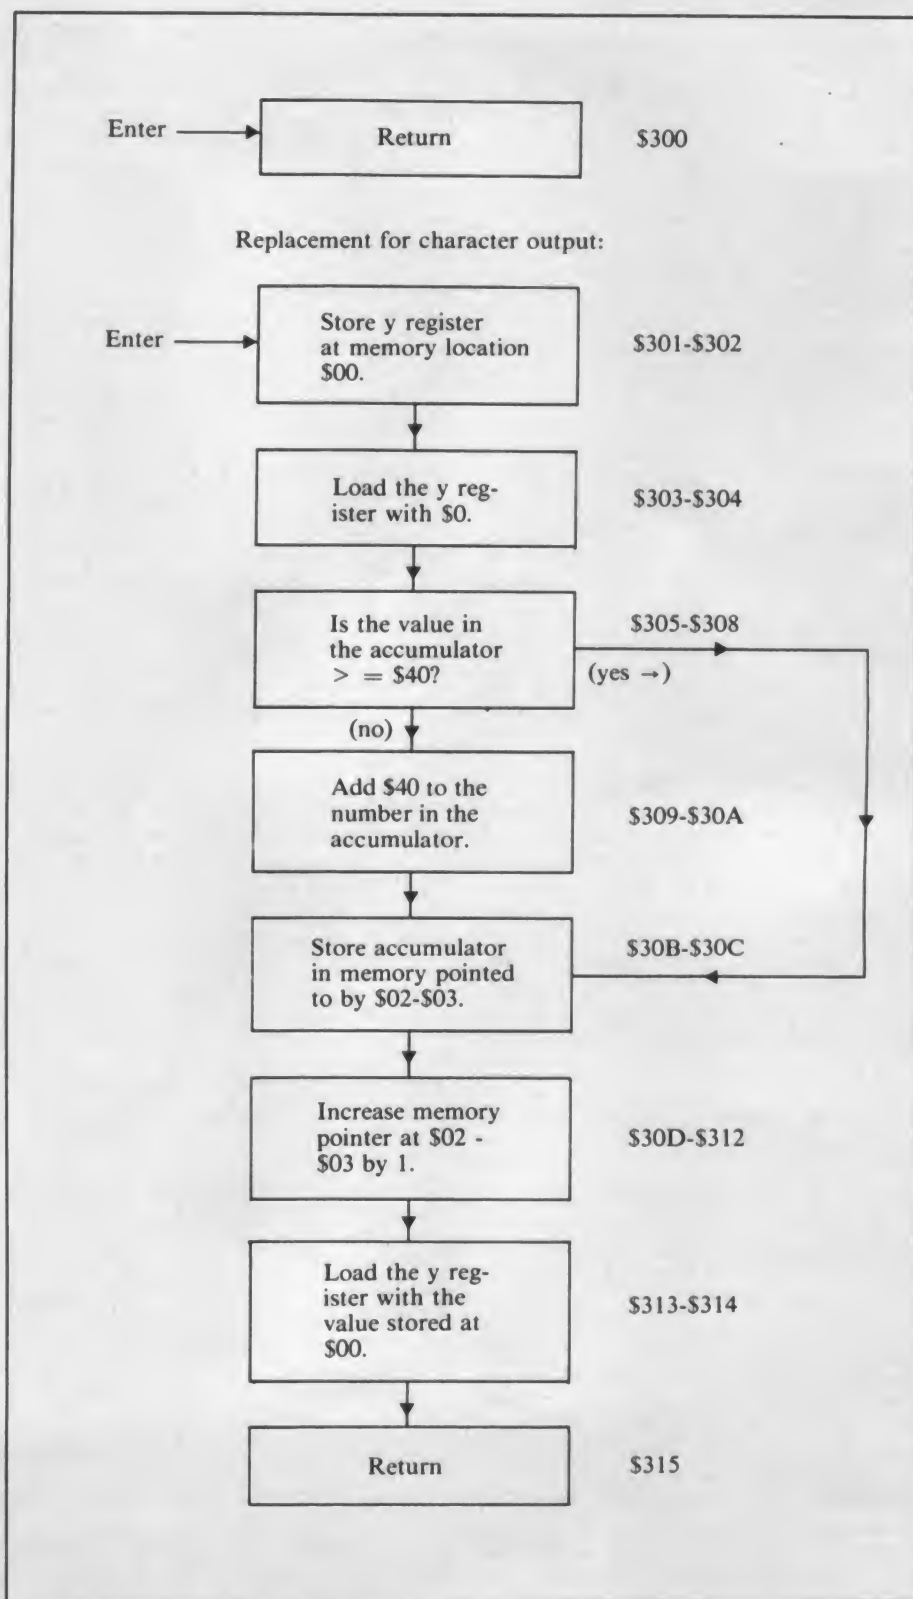 Enter
Return
$300
Replacement for character output:
Enter
Store y register
at memory location
$00.
$301-$302
Load the y reg-
ister with $0.
$303-$304
Is the value in
the accumulator
> = $40?
$305-$308
(yes →)
(no)
Add $40 to the
number in the
accumulator.
$309-$30A
Store accumulator
in memory pointed
to by $02-$03.
$30B-$30C
Increase memory
pointer at $02 -
$03 by 1.
$30D-$312
Load the y reg-
ister with the
value stored at
$00.
$313-$314
Return
$315